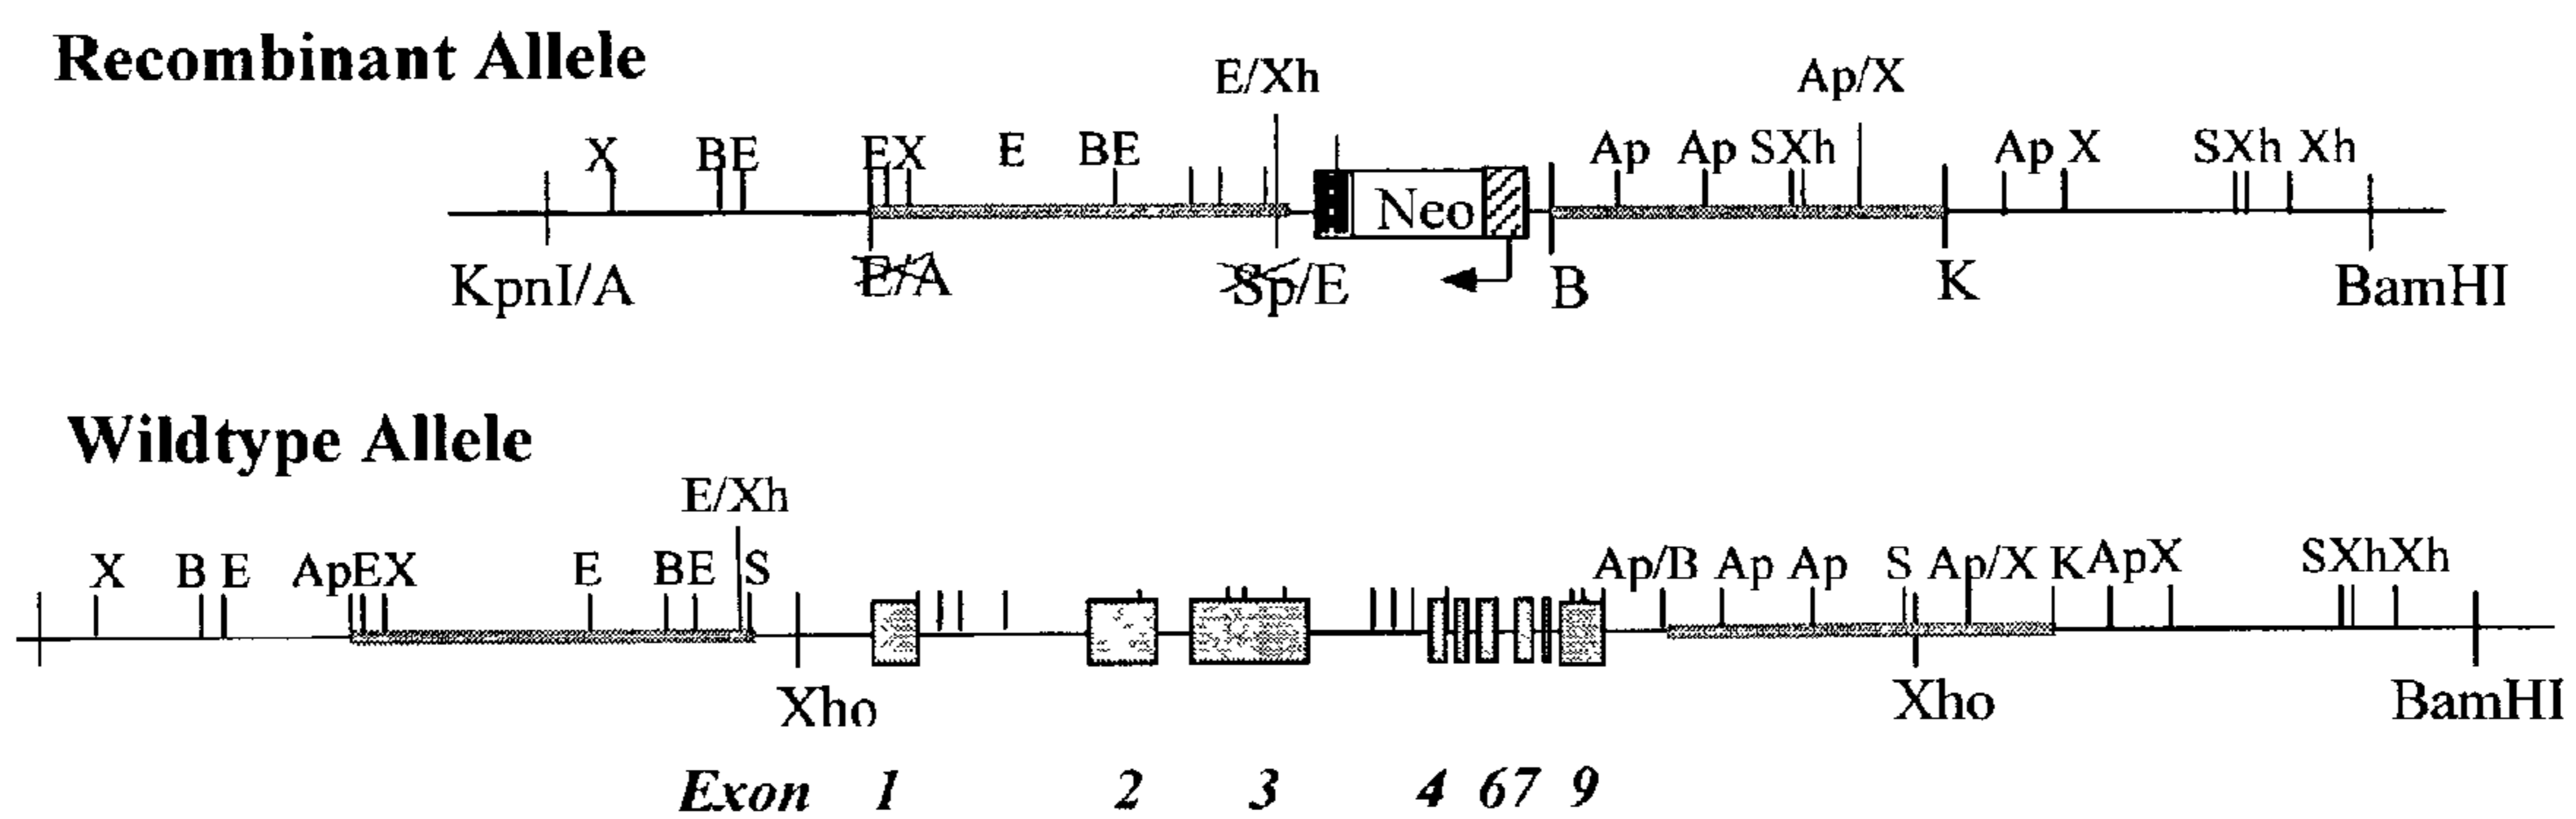 Recombinant Allele
E/Xh Ap/X
X BE EX E BE Ap Ap SXh Ap X SXh Xh
Neo
KpnI/A E/A Sp/E B K BamHI
Wildtype Allele
E/Xh
X B E ApEX E BE S Ap/B Ap Ap S Ap/X K ApX SXhXh
Xho Xho BamHI
Exon 1 2 3 4 67 9